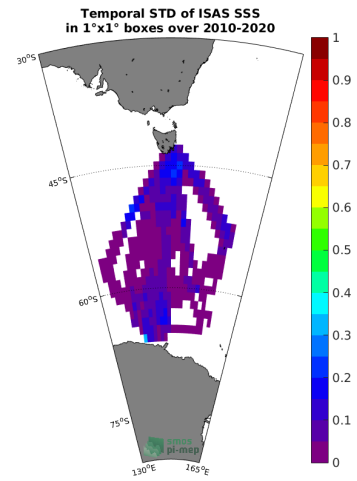 Temporal STD of ISAS SSS
in 1°x1° boxes over 2010-2020
30°S
45°S
60°S
75°S
130°E
165°E
1
0.9
0.8
0.7
0.6
0.5
0.4
0.3
0.2
0.1
0
smos
pi-mep